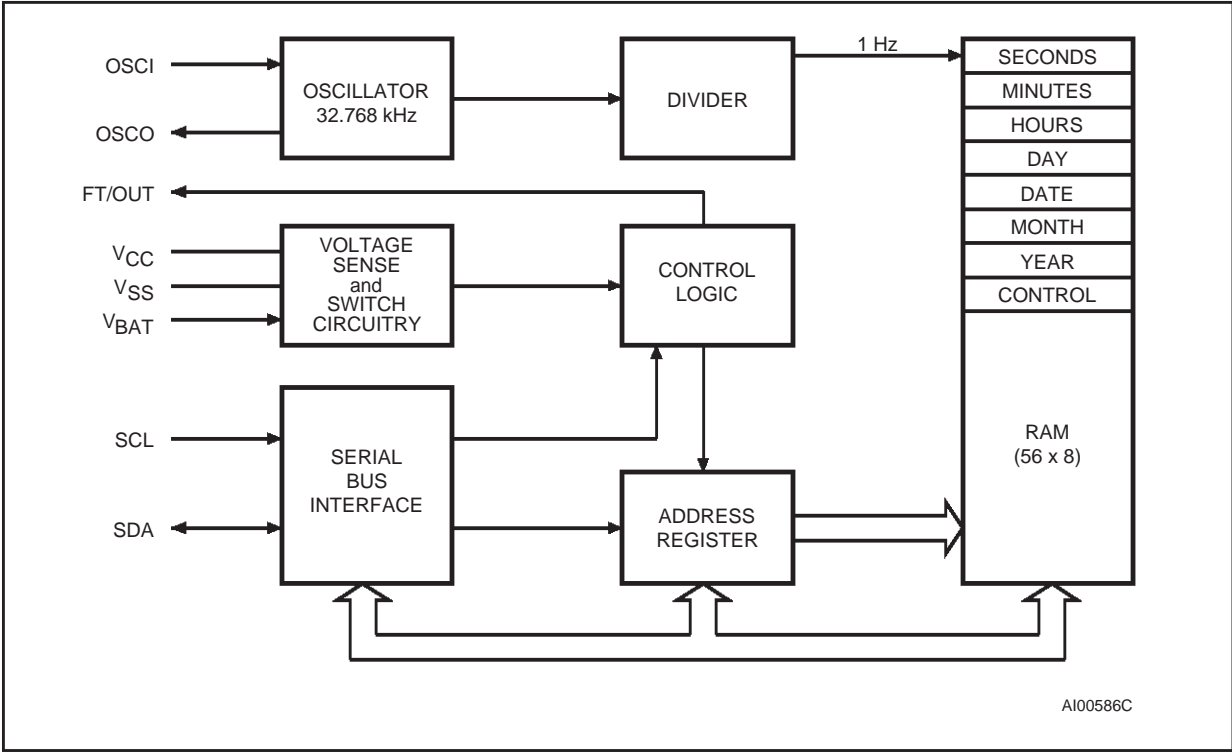 OSCI
OSCO
FT/OUT
VCC
VSS
VBAT
SCL
SDA
OSCILLATOR
32.768 kHz
VOLTAGE
SENSE
and
SWITCH
CIRCUITRY
SERIAL
BUS
INTERFACE
DIVIDER
CONTROL
LOGIC
ADDRESS
REGISTER
1 Hz
SECONDS
MINUTES
HOURS
DAY
DATE
MONTH
YEAR
CONTROL
RAM
(56 x 8)
AI00586C